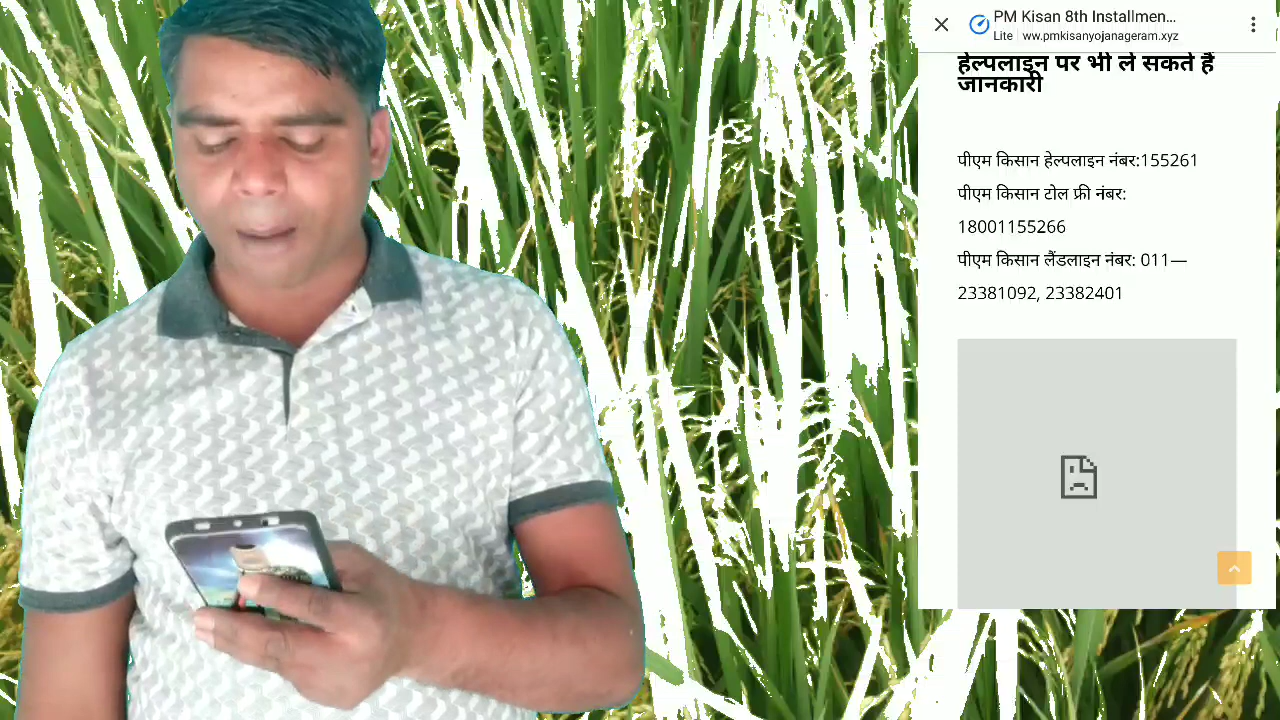 PM Kisan 8th Installmen...
Lite ww.pmkisanyojanageram.xyz
हेल्पलाइन पर भी ले सकते हैं
जानकारी
पीएम किसान हेल्पलाइन नंबर:155261
पीएम किसान टोल फ्री नंबर:
18001155266
पीएम किसान लैंडलाइन नंबर: 011—
23381092, 23382401